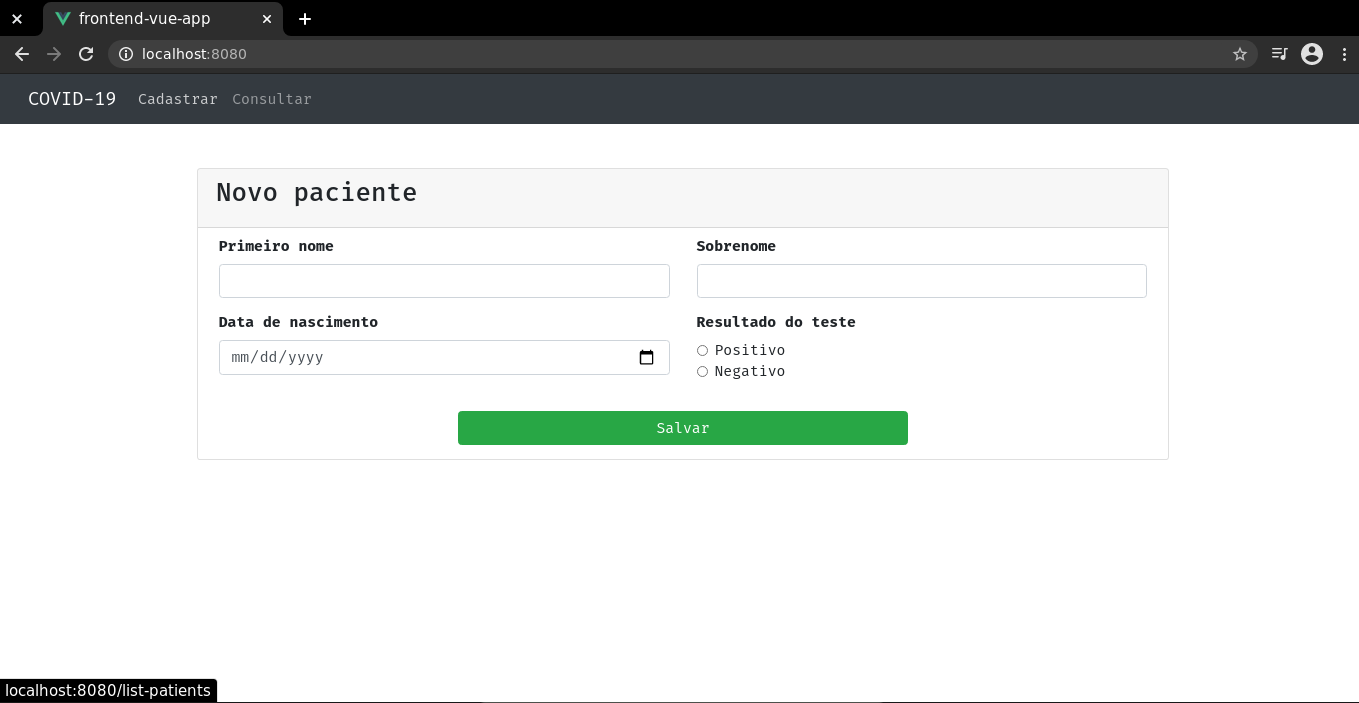 frontend-vue-app
localhost:8080
COVID-19 Cadastrar Consultar
Novo paciente
Primeiro nome Sobrenome
Data de nascimento Resultado do teste
mm/dd/yyyy
Positivo
Negativo
Salvar
localhost:8080/list-patients